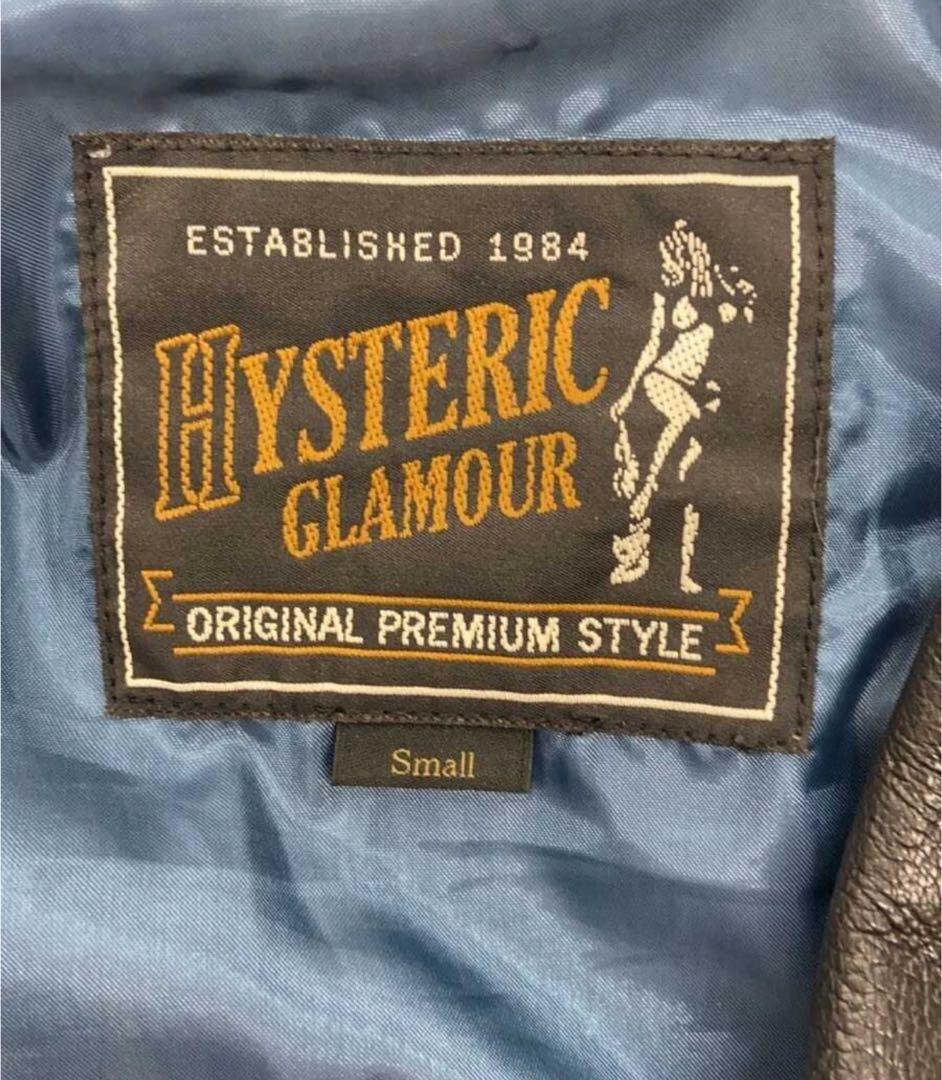 ESTABLISHED 1984
HYSTERIC
GLAMOUR
ORIGINAL PREMIUM STYLE
Small